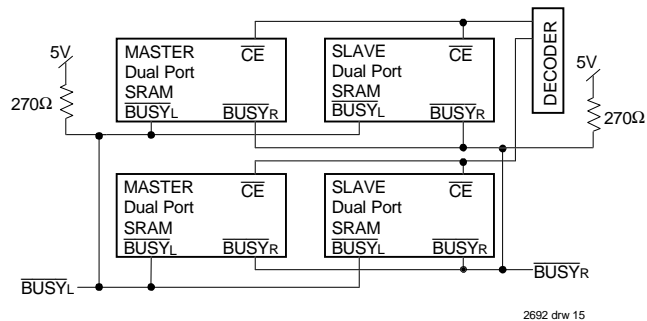 MASTER
Dual Port
SRAM
BUSYL
BUSYR
CE
SLAVE
Dual Port
SRAM
BUSYL
BUSYR
CE
DECODER
5V
270Ω
5V
270Ω
MASTER
Dual Port
SRAM
BUSYL
BUSYR
CE
SLAVE
Dual Port
SRAM
BUSYL
BUSYR
CE
BUSYL
BUSYR
2692 drw 15